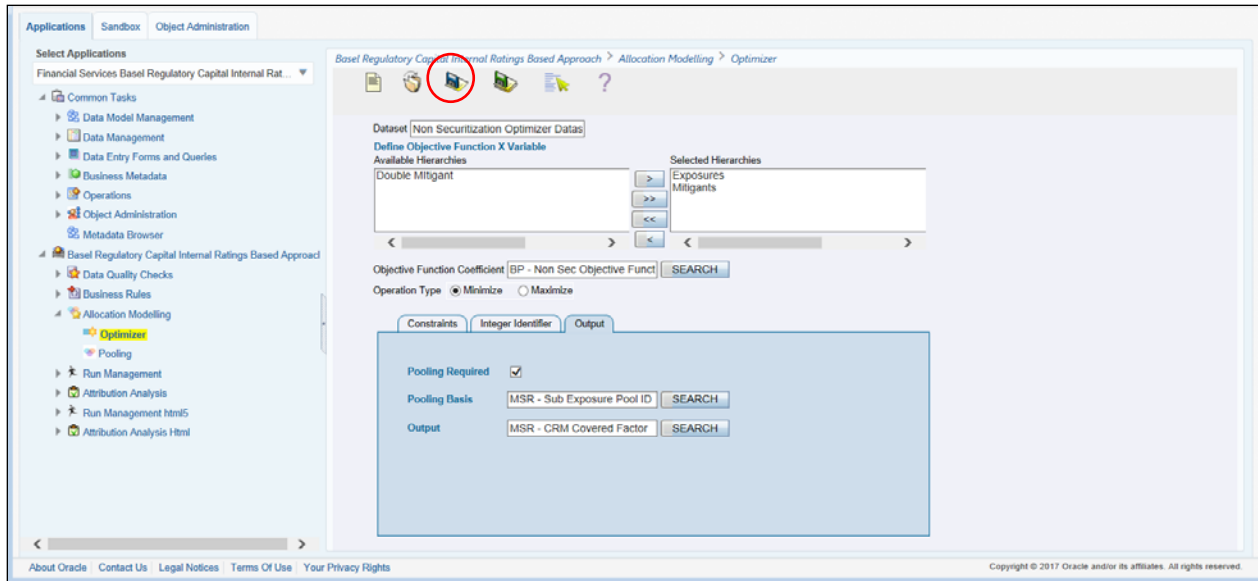 Applications Sandbox Object Administration
Select Applications
Financial Services Basel Regulatory Capital Internal Rat...
Common Tasks
Data Model Management
Data Management
Data Entry Forms and Queries
Business Metadata
Operations
Object Administration
Metadata Browser
Basel Regulatory Capital Internal Ratings Based Approacl
Data Quality Checks
Business Rules
Allocation Modelling
Optimizer
Pooling
Run Management
Attribution Analysis
Run Management html5
Attribution Analysis Html
Basel Regulatory Capital Internal Ratings Based Approach > Allocation Modelling > Optimizer
?
Dataset Non Securitization Optimizer Datas
Define Objective Function X Variable
Available Hierarchies Selected Hierarchies
Double MItigant > Exposures
Mitigants
>>
<<
<
Objective Function Coefficient BP - Non Sec Objective Funct SEARCH
Operation Type Minimize Maximize
Constraints Integer Identifier Output
Pooling Required
Pooling Basis MSR - Sub Exposure Pool ID SEARCH
Output MSR - CRM Covered Factor SEARCH
About Oracle Contact Us Legal Notices Terms Of Use Your Privacy Rights Copyright © 2017 Oracle and/or its affiliates. All rights reserved.